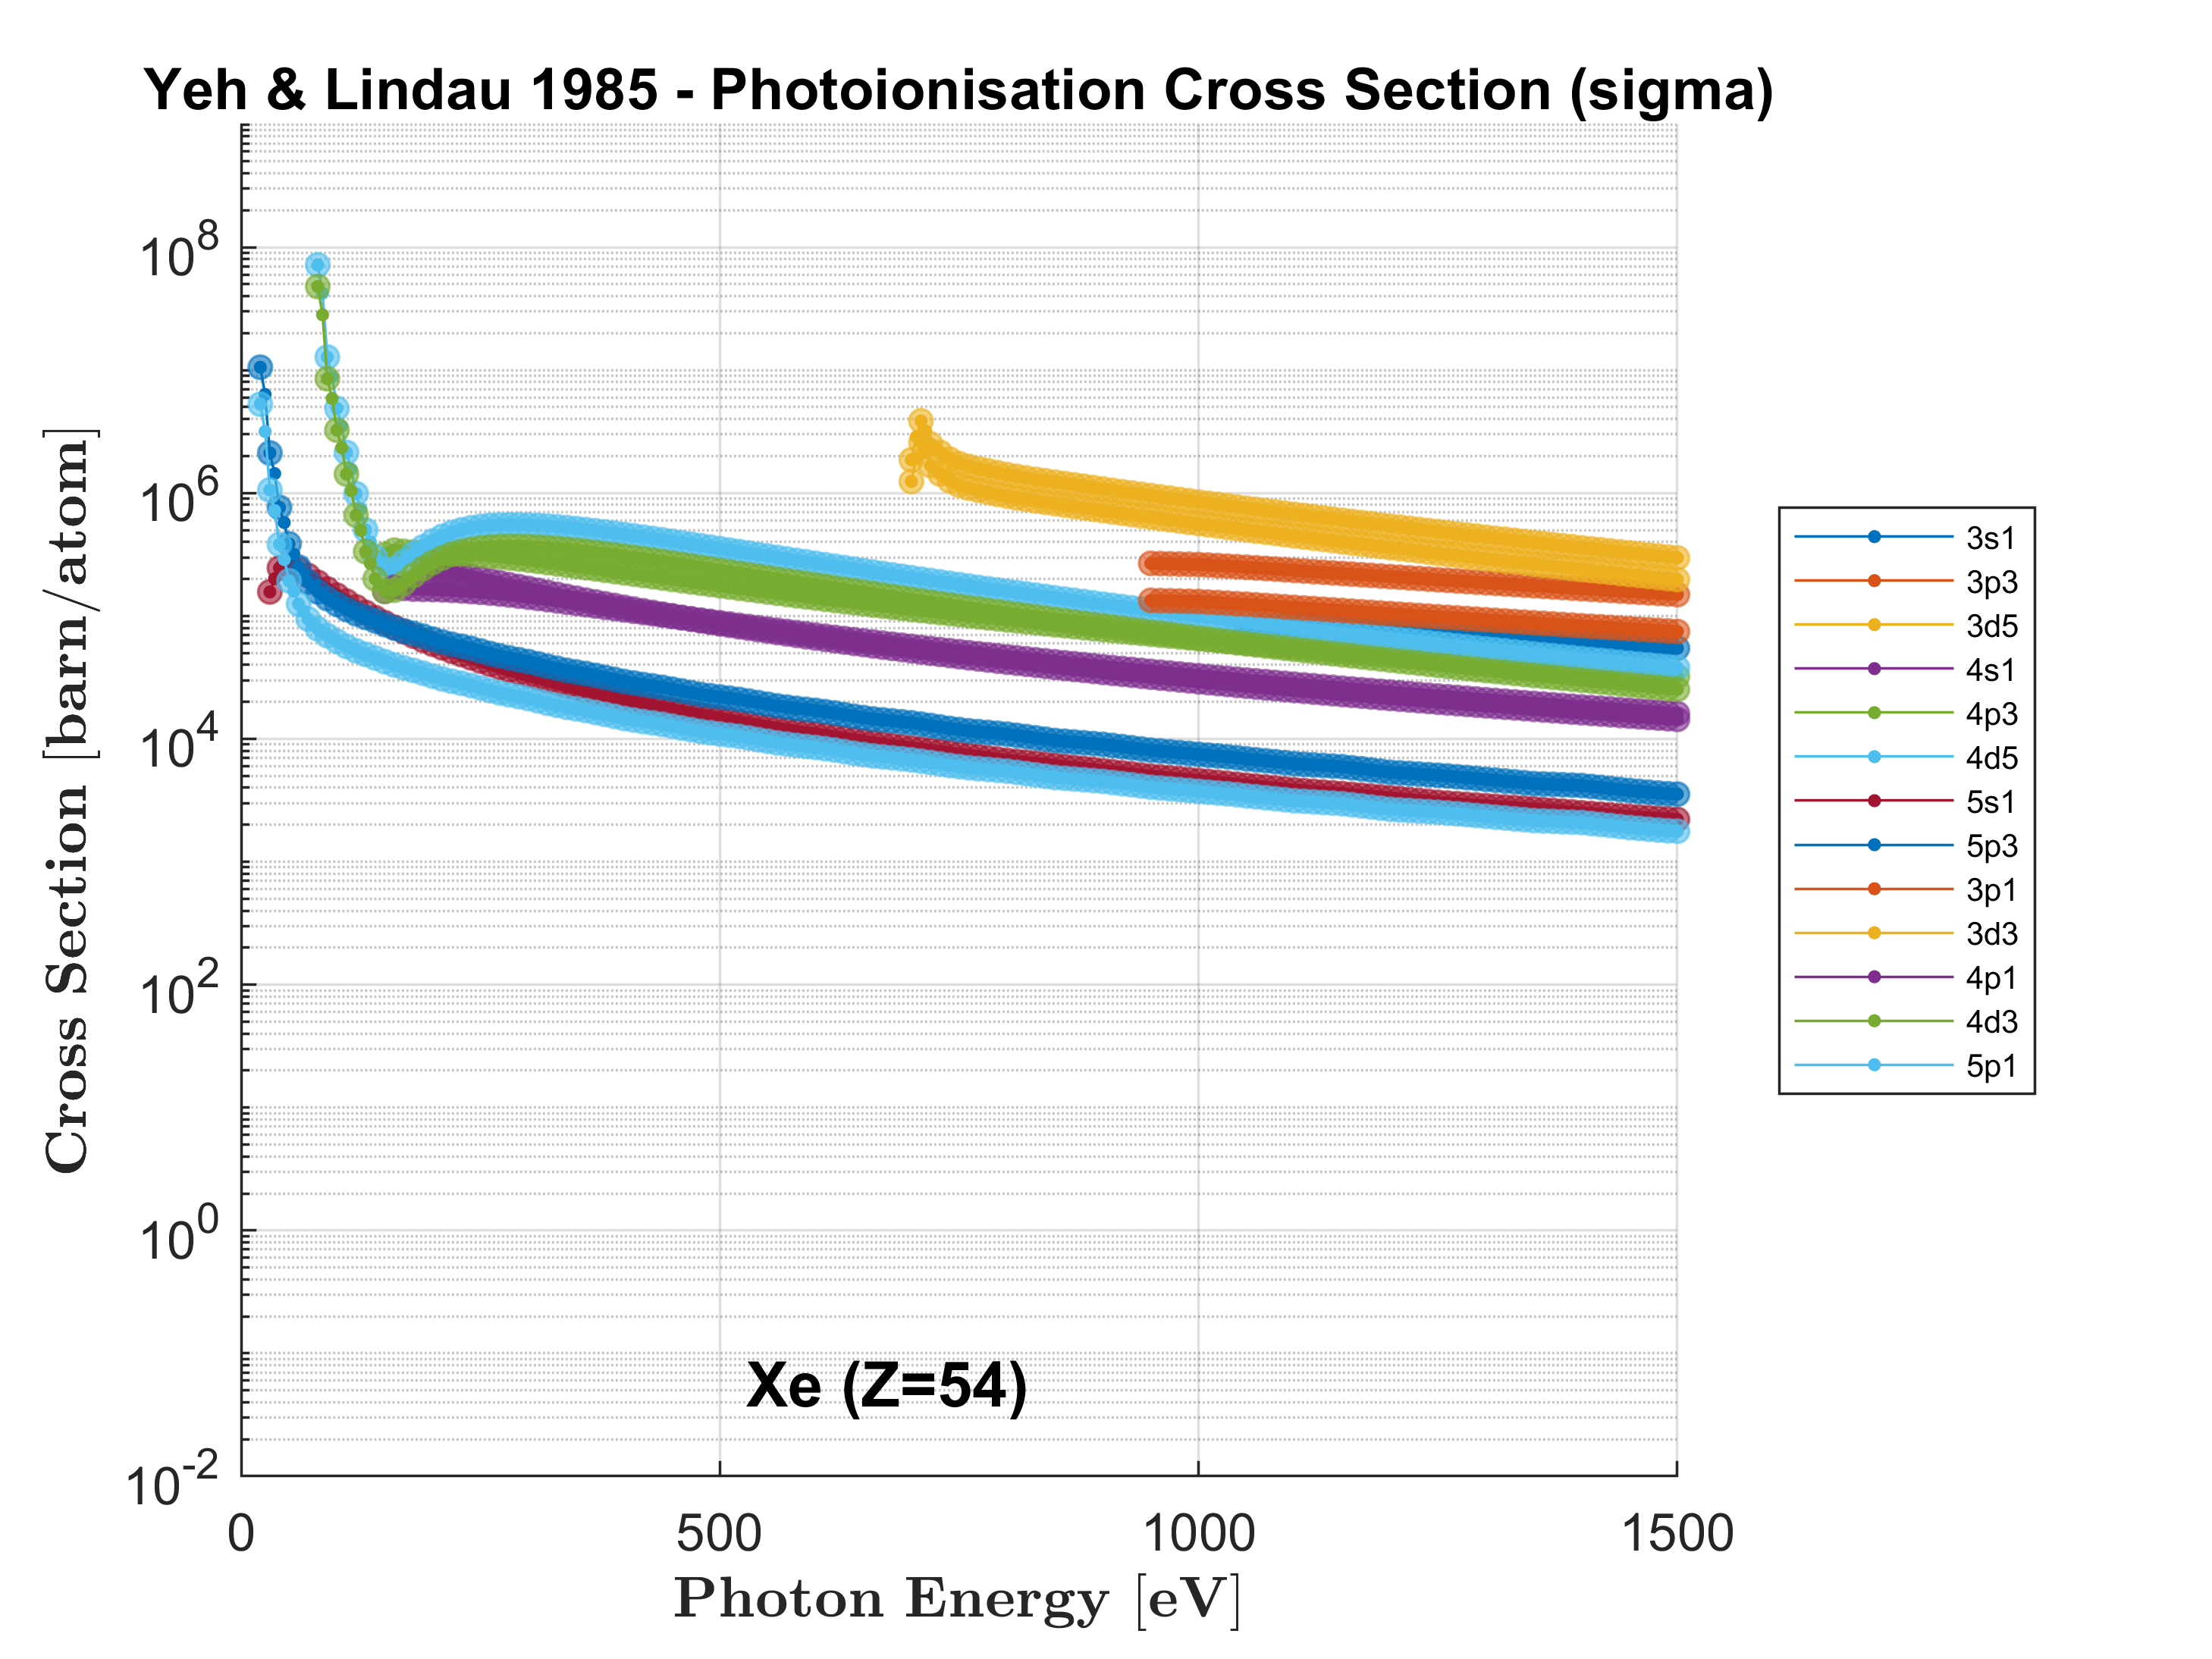 Yeh & Lindau 1985 - Photoionisation Cross Section (sigma)
Cross Section [barn/atom]
10^8
10^6
10^4
10^2
10^0
10^-2
0 500 1000 1500
Photon Energy [eV]
Xe (Z=54)
3s1
3p3
3d5
4s1
4p3
4d5
5s1
5p3
3p1
3d3
4p1
4d3
5p1